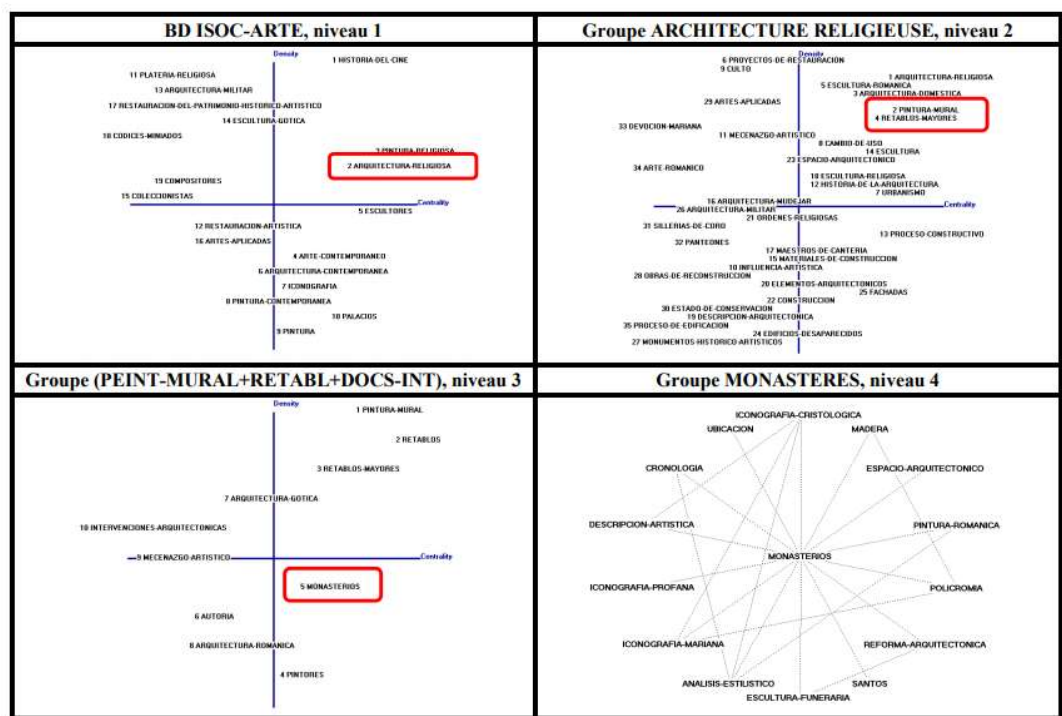 BD ISOC-ARTE, niveau 1
Density
1 HISTORIA-DEL-CINE
11 PLATERIA-RELIGIOSA
13 ARQUITECTURA-MILITAR
17 RESTAURACION-DEL-PATRIMONIO-HISTORICO-ARTISTICO
14 ESCULTURA-GOTICA
18 CODICES-MINIADOS
3 PINTURA-RELIGIOSA
2 ARQUITECTURA-RELIGIOSA
19 COMPOSITORES
15 COLECCIONISTAS
Centrality
5 ESCULTORES
12 RESTAURACION-ARTISTICA
16 ARTES-APLICADAS
4 ARTE-CONTEMPORANEO
6 ARQUITECTURA-CONTEMPORANEA
7 ICONOGRAFIA
8 PINTURA-CONTEMPORANEA
10 PALACIOS
9 PINTURA
Groupe ARCHITECTURE RELIGIEUSE, niveau 2
Density
6 PROYECTOS-DE-RESTAURACION
9 CULTO
1 ARQUITECTURA-RELIGIOSA
5 ESCULTURA-ROMANICA
3 ARQUITECTURA-DOMESTICA
29 ARTES-APLICADAS
2 PINTURA-MURAL
4 RETABLOS-MAYORES
33 DEVOCION-MARIANA
11 MECENAZGO-ARTISTICO
8 CAMBIO-DE-USO
14 ESCULTURA
23 ESPACIO-ARQUITECTONICO
34 ARTE-ROMANICO
18 ESCULTURA-RELIGIOSA
12 HISTORIA-DE-LA-ARQUITECTURA
7 URBANISMO
16 ARQUITECTURA-MUDEJAR
Centrality
26 ARQUITECTURA-MILITAR
21 ORDENES-RELIGIOSAS
31 SILLERIAS-DE-CORO
13 PROCESO-CONSTRUCTIVO
32 PANTEONES
17 MAESTROS-DE-CANTERIA
15 MATERIALES-DE-CONSTRUCCION
10 INFLUENCIA-ARTISTICA
28 OBRAS-DE-RECONSTRUCCION
20 ELEMENTOS-ARQUITECTONICOS
25 FACHADAS
22 CONSTRUCCION
30 ESTADO-DE-CONSERVACION
19 DESCRIPCION-ARQUITECTONICA
35 PROCESO-DE-EDIFICACION
24 EDIFICIOS-DESAPARECIDOS
27 MONUMENTOS-HISTORICO-ARTISTICOS
Groupe (PEINT-MURAL+RETABL+DOCS-INT), niveau 3
Density
1 PINTURA-MURAL
2 RETABLOS
3 RETABLOS-MAYORES
7 ARQUITECTURA-GOTICA
10 INTERVENCIONES-ARQUITECTONICAS
9 MECENAZGO-ARTISTICO
Centrality
5 MONASTERIOS
6 AUTORIA
8 ARQUITECTURA-ROMANICA
4 PINTORES
Groupe MONASTERES, niveau 4
ICONOGRAFIA-CRISTOLOGICA
UBICACION
MADERA
CRONOLOGIA
ESPACIO-ARQUITECTONICO
DESCRIPCION-ARTISTICA
PINTURA-ROMANICA
MONASTERIOS
ICONOGRAFIA-PROFANA
POLICROMIA
ICONOGRAFIA-MARIANA
REFORMA-ARQUITECTONICA
ANALISIS-ESTILISTICO
SANTOS
ESCULTURA-FUNERARIA